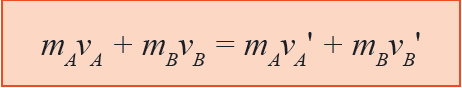 m_A v_A + m_B v_B = m_A v_A' + m_B v_B'